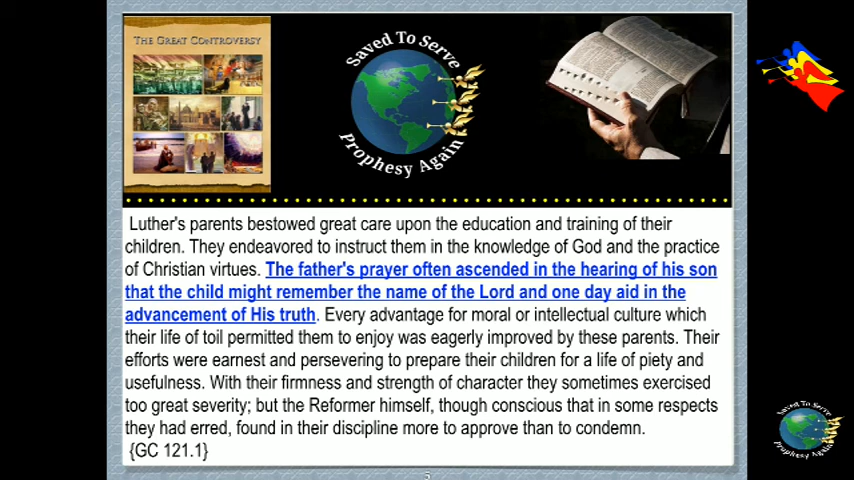 THE GREAT CONTROVERSY
Saved To Serve
Prophesy Again
Luther's parents bestowed great care upon the education and training of their
children. They endeavored to instruct them in the knowledge of God and the practice
of Christian virtues. The father's prayer often ascended in the hearing of his son
that the child might remember the name of the Lord and one day aid in the
advancement of His truth. Every advantage for moral or intellectual culture which
their life of toil permitted them to enjoy was eagerly improved by these parents. Their
efforts were earnest and persevering to prepare their children for a life of piety and
usefulness. With their firmness and strength of character they sometimes exercised
too great severity; but the Reformer himself, though conscious that in some respects
they had erred, found in their discipline more to approve than to condemn.
{GC 121.1}
Saved To Serve
Prophesy Again
5